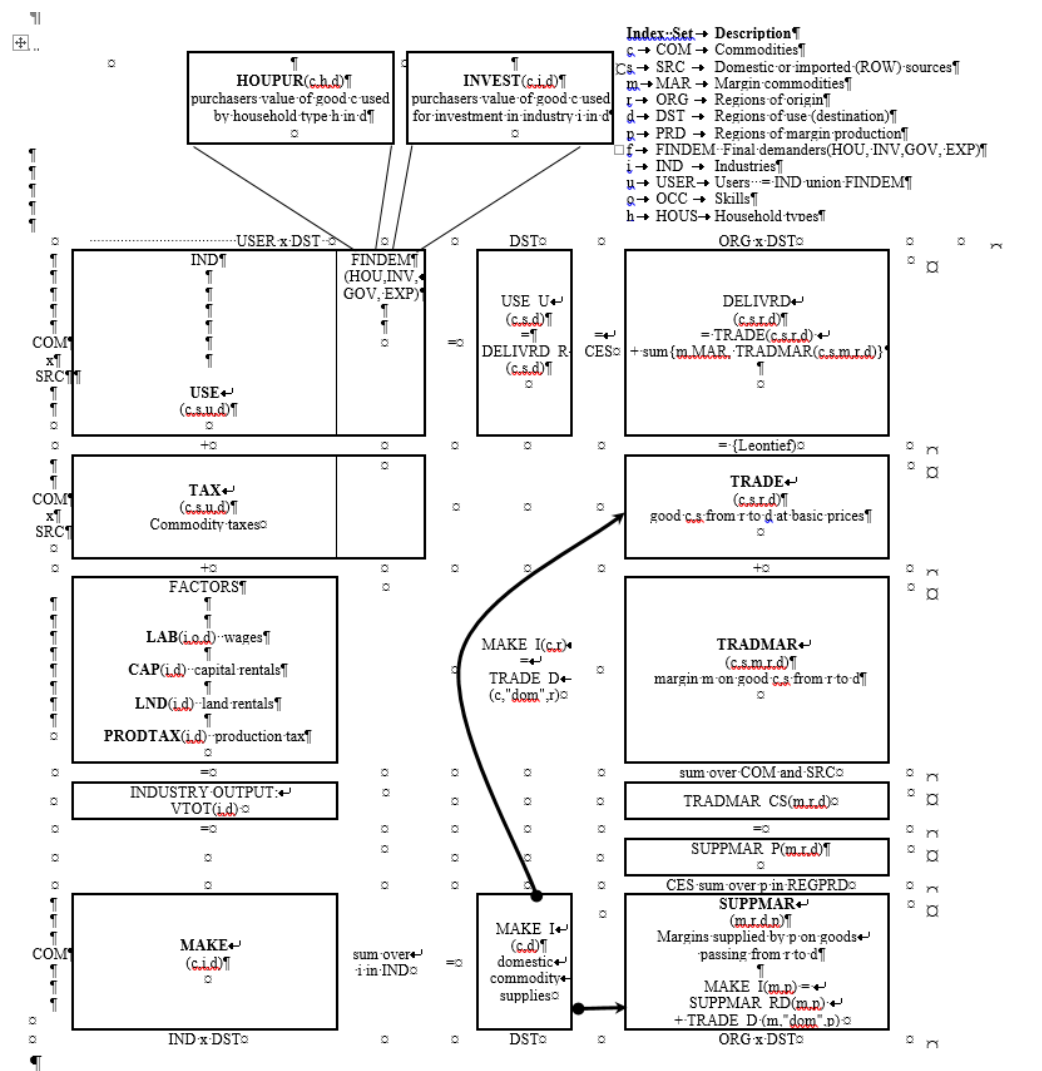 Index Set → Description
c → COM → Commodities
s → SRC → Domestic or imported (ROW) sources
m → MAR → Margin commodities
r → ORG → Regions of origin
d → DST → Regions of use (destination)
p → PRD → Regions of margin production
f → FINDEM Final demanders(HOU, INV,GOV, EXP)
i → IND → Industries
u → USER → Users = IND union FINDEM
o → OCC → Skills
h → HOUS → Household types
HOUPUR(c,h,d)
purchasers value of good c used
by household type h in d
INVEST(c,i,d)
purchasers value of good c used
for investment in industry i in d
USER x DST
DST
ORG x DST
COM
x
SRC
IND
USE
(c,s,u,d)
FINDEM
(HOU,INV,
GOV, EXP)
=
USE U
(c,s,d)
=
DELIVRD R
(c,s,d)
=
CES
DELIVRD
(c,s,r,d)
= TRADE(c,s,r,d)
+ sum{m,MAR, TRADMAR(c,s,m,r,d)}
+
= {Leontief}
COM
x
SRC
TAX
(c,s,u,d)
Commodity taxes
TRADE
(c,s,r,d)
good c,s from r to d at basic prices
+
+
FACTORS
LAB(i,o,d) wages
CAP(i,d) capital rentals
LND(i,d) land rentals
PRODTAX(i,d) production tax
MAKE I(c,r)
=
TRADE D
(c,"dom",r)
TRADMAR
(c,s,m,r,d)
margin m on good c,s from r to d
=
sum over COM and SRC
INDUSTRY OUTPUT:
VTOT(i,d)
TRADMAR CS(m,r,d)
=
=
SUPPMAR P(m,r,d)
CES sum over p in REGPRD
COM
MAKE
(c,i,d)
sum over
i in IND
=
MAKE I
(c,d)
domestic
commodity
supplies
SUPPMAR
(m,r,d,p)
Margins supplied by p on goods
passing from r to d
MAKE I(m,p) =
SUPPMAR RD(m,p)
+ TRADE D (m,"dom",p)
IND x DST
DST
ORG x DST